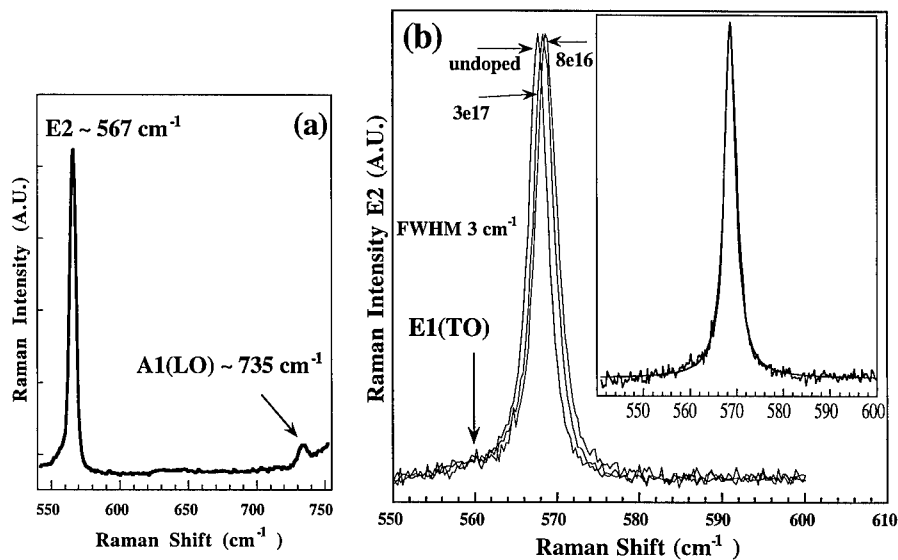 (a)
E2 ~ 567 cm-1
A1(LO) ~ 735 cm-1
Raman Intensity (A.U.)
550 600 650 700 750
Raman Shift (cm-1)
(b)
undoped
8e16
3e17
FWHM 3 cm-1
E1(TO)
Raman Intensity E2 (A.U.)
550 560 570 580 590 600
550 560 570 580 590 600 610
Raman Shift (cm-1)